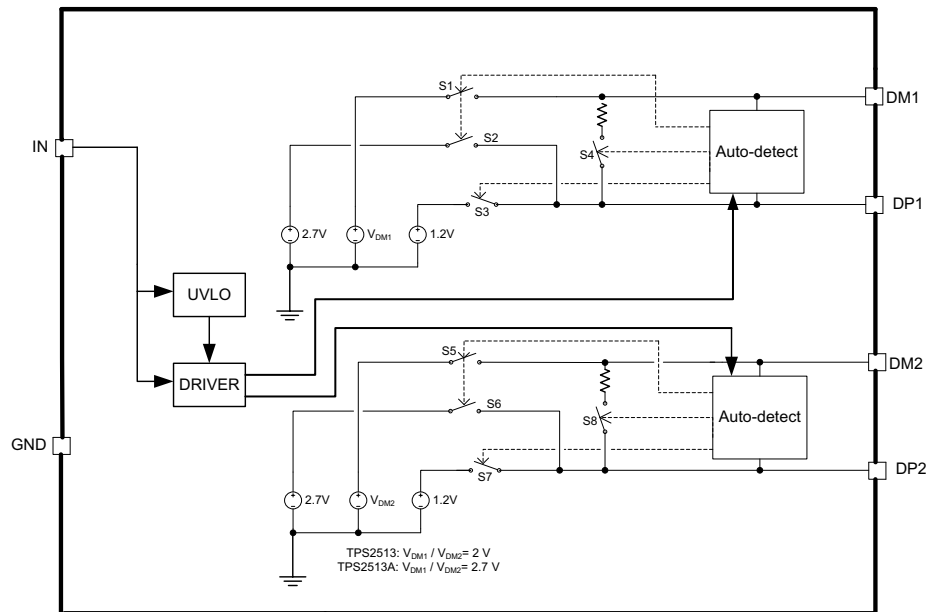 S1
DM1
S2
IN
S4
Auto-detect
S3
DP1
2.7V
VDM1
1.2V
UVLO
S5
DM2
DRIVER
S6
S8
Auto-detect
GND
S7
DP2
2.7V
VDM2
1.2V
TPS2513: VDM1 / VDM2= 2 V
TPS2513A: VDM1 / VDM2= 2.7 V